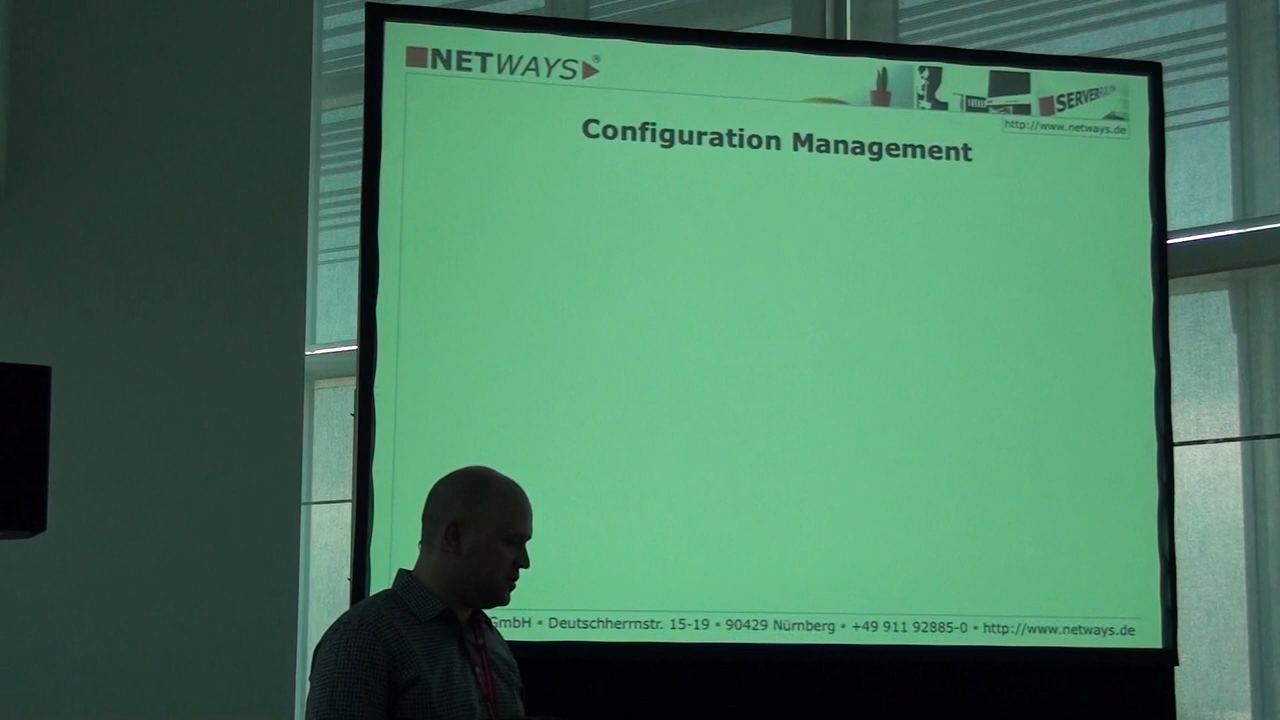 NETWAYS®
SERVER
http://www.netways.de
Configuration Management
GmbH ▪ Deutschherrnstr. 15-19 ▪ 90429 Nürnberg ▪ +49 911 92885-0 ▪ http://www.netways.de